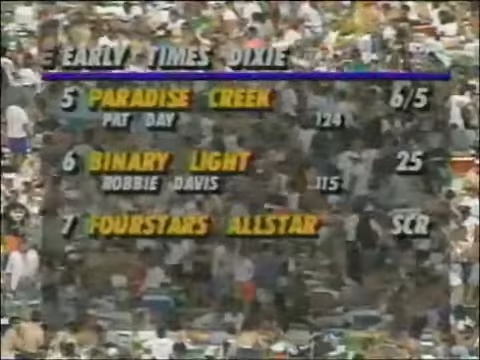 EARLY TIMES DIXIE
5 PARADISE CREEK 6/5
PAT DAY 124
6 BINARY LIGHT 25
ROBBIE DAVIS 115
7 FOURSTARS ALLSTAR SCR